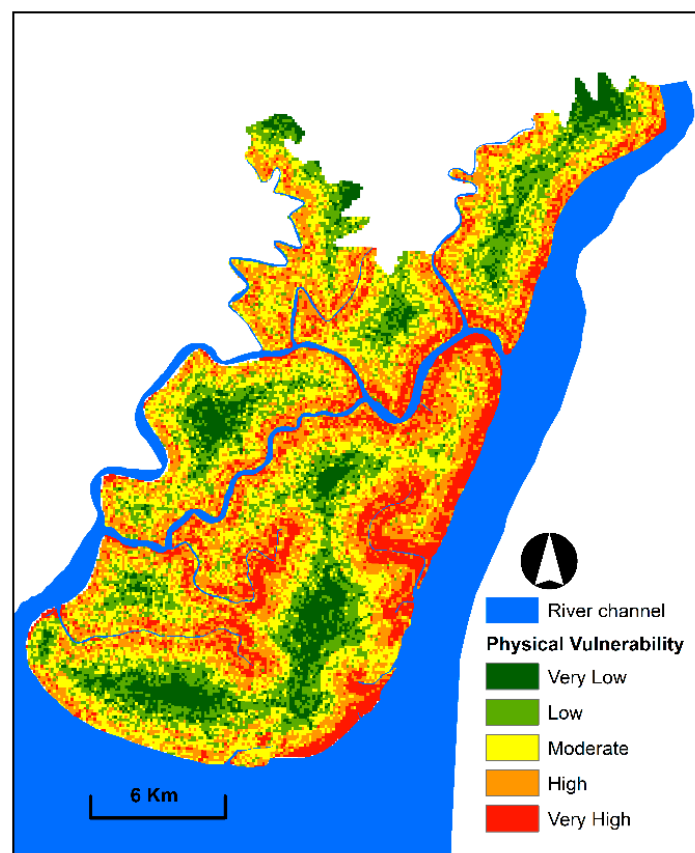 River channel
Physical Vulnerability
Very Low
Low
Moderate
High
Very High
6 Km